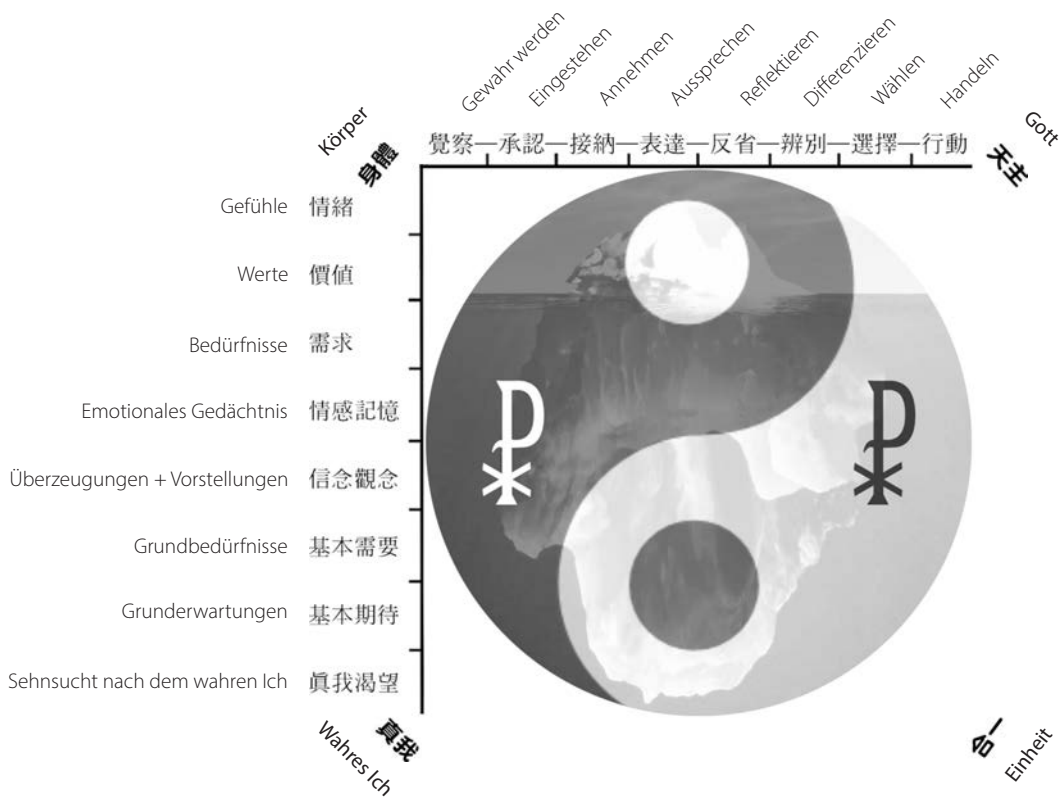 Gewahr werden
Eingestehen
Annehmen
Aussprechen
Reflektieren
Differenzieren
Wählen
Handeln
Körper
身體
覺察—承認—接納—表達—反省—辨別—選擇—行動
Gott
天主
Gefühle 情緒
Werte 價值
Bedürfnisse 需求
Emotionales Gedächtnis 情感記憶
Überzeugungen + Vorstellungen 信念觀念
Grundbedürfnisse 基本需要
Grunderwartungen 基本期待
Sehnsucht nach dem wahren Ich 眞我渴望
真我
Wahres Ich
合一
Einheit